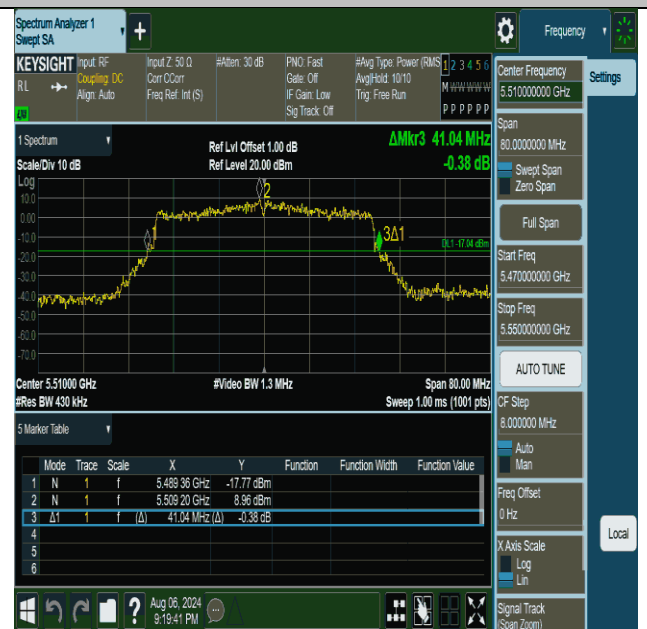 Spectrum Analyzer 1
Swept SA
+
Frequency
KEYSIGHT
RL
LXI
Input: RF
Coupling: DC
Align: Auto
Input Z: 50 Ω
Corr CCorr
Freq Ref: Int (S)
#Atten: 30 dB
PNO: Fast
Gate: Off
IF Gain: Low
Sig Track: Off
#Avg Type: Power (RMS
Avg|Hold: 10/10
Trig: Free Run
1 2 3 4 5 6
M W W W W W
P P P P P P
1 Spectrum
Scale/Div 10 dB
Ref Lvl Offset 1.00 dB
Ref Level 20.00 dBm
ΔMkr3 41.04 MHz
-0.38 dB
Log
10.0
0.00
-10.0
-20.0
-30.0
-40.0
-50.0
-60.0
-70.0
2
3Δ1
DL1 -17.04 dBm
Center 5.51000 GHz
#Video BW 1.3 MHz
Span 80.00 MHz
#Res BW 430 kHz
Sweep 1.00 ms (1001 pts)
5 Marker Table
Mode Trace Scale X Y Function Function Width Function Value
1 N 1 f 5.489 36 GHz -17.77 dBm
2 N 1 f 5.509 20 GHz 8.96 dBm
3 Δ1 1 f (Δ) 41.04 MHz (Δ) -0.38 dB
4
5
6
?
Aug 06, 2024
9:19:41 PM
Center Frequency
5.510000000 GHz
Settings
Span
80.0000000 MHz
Swept Span
Zero Span
Full Span
Start Freq
5.470000000 GHz
Stop Freq
5.550000000 GHz
AUTO TUNE
CF Step
8.000000 MHz
Auto
Man
Freq Offset
0 Hz
Local
X Axis Scale
Log
Lin
Signal Track
(Span Zoom)